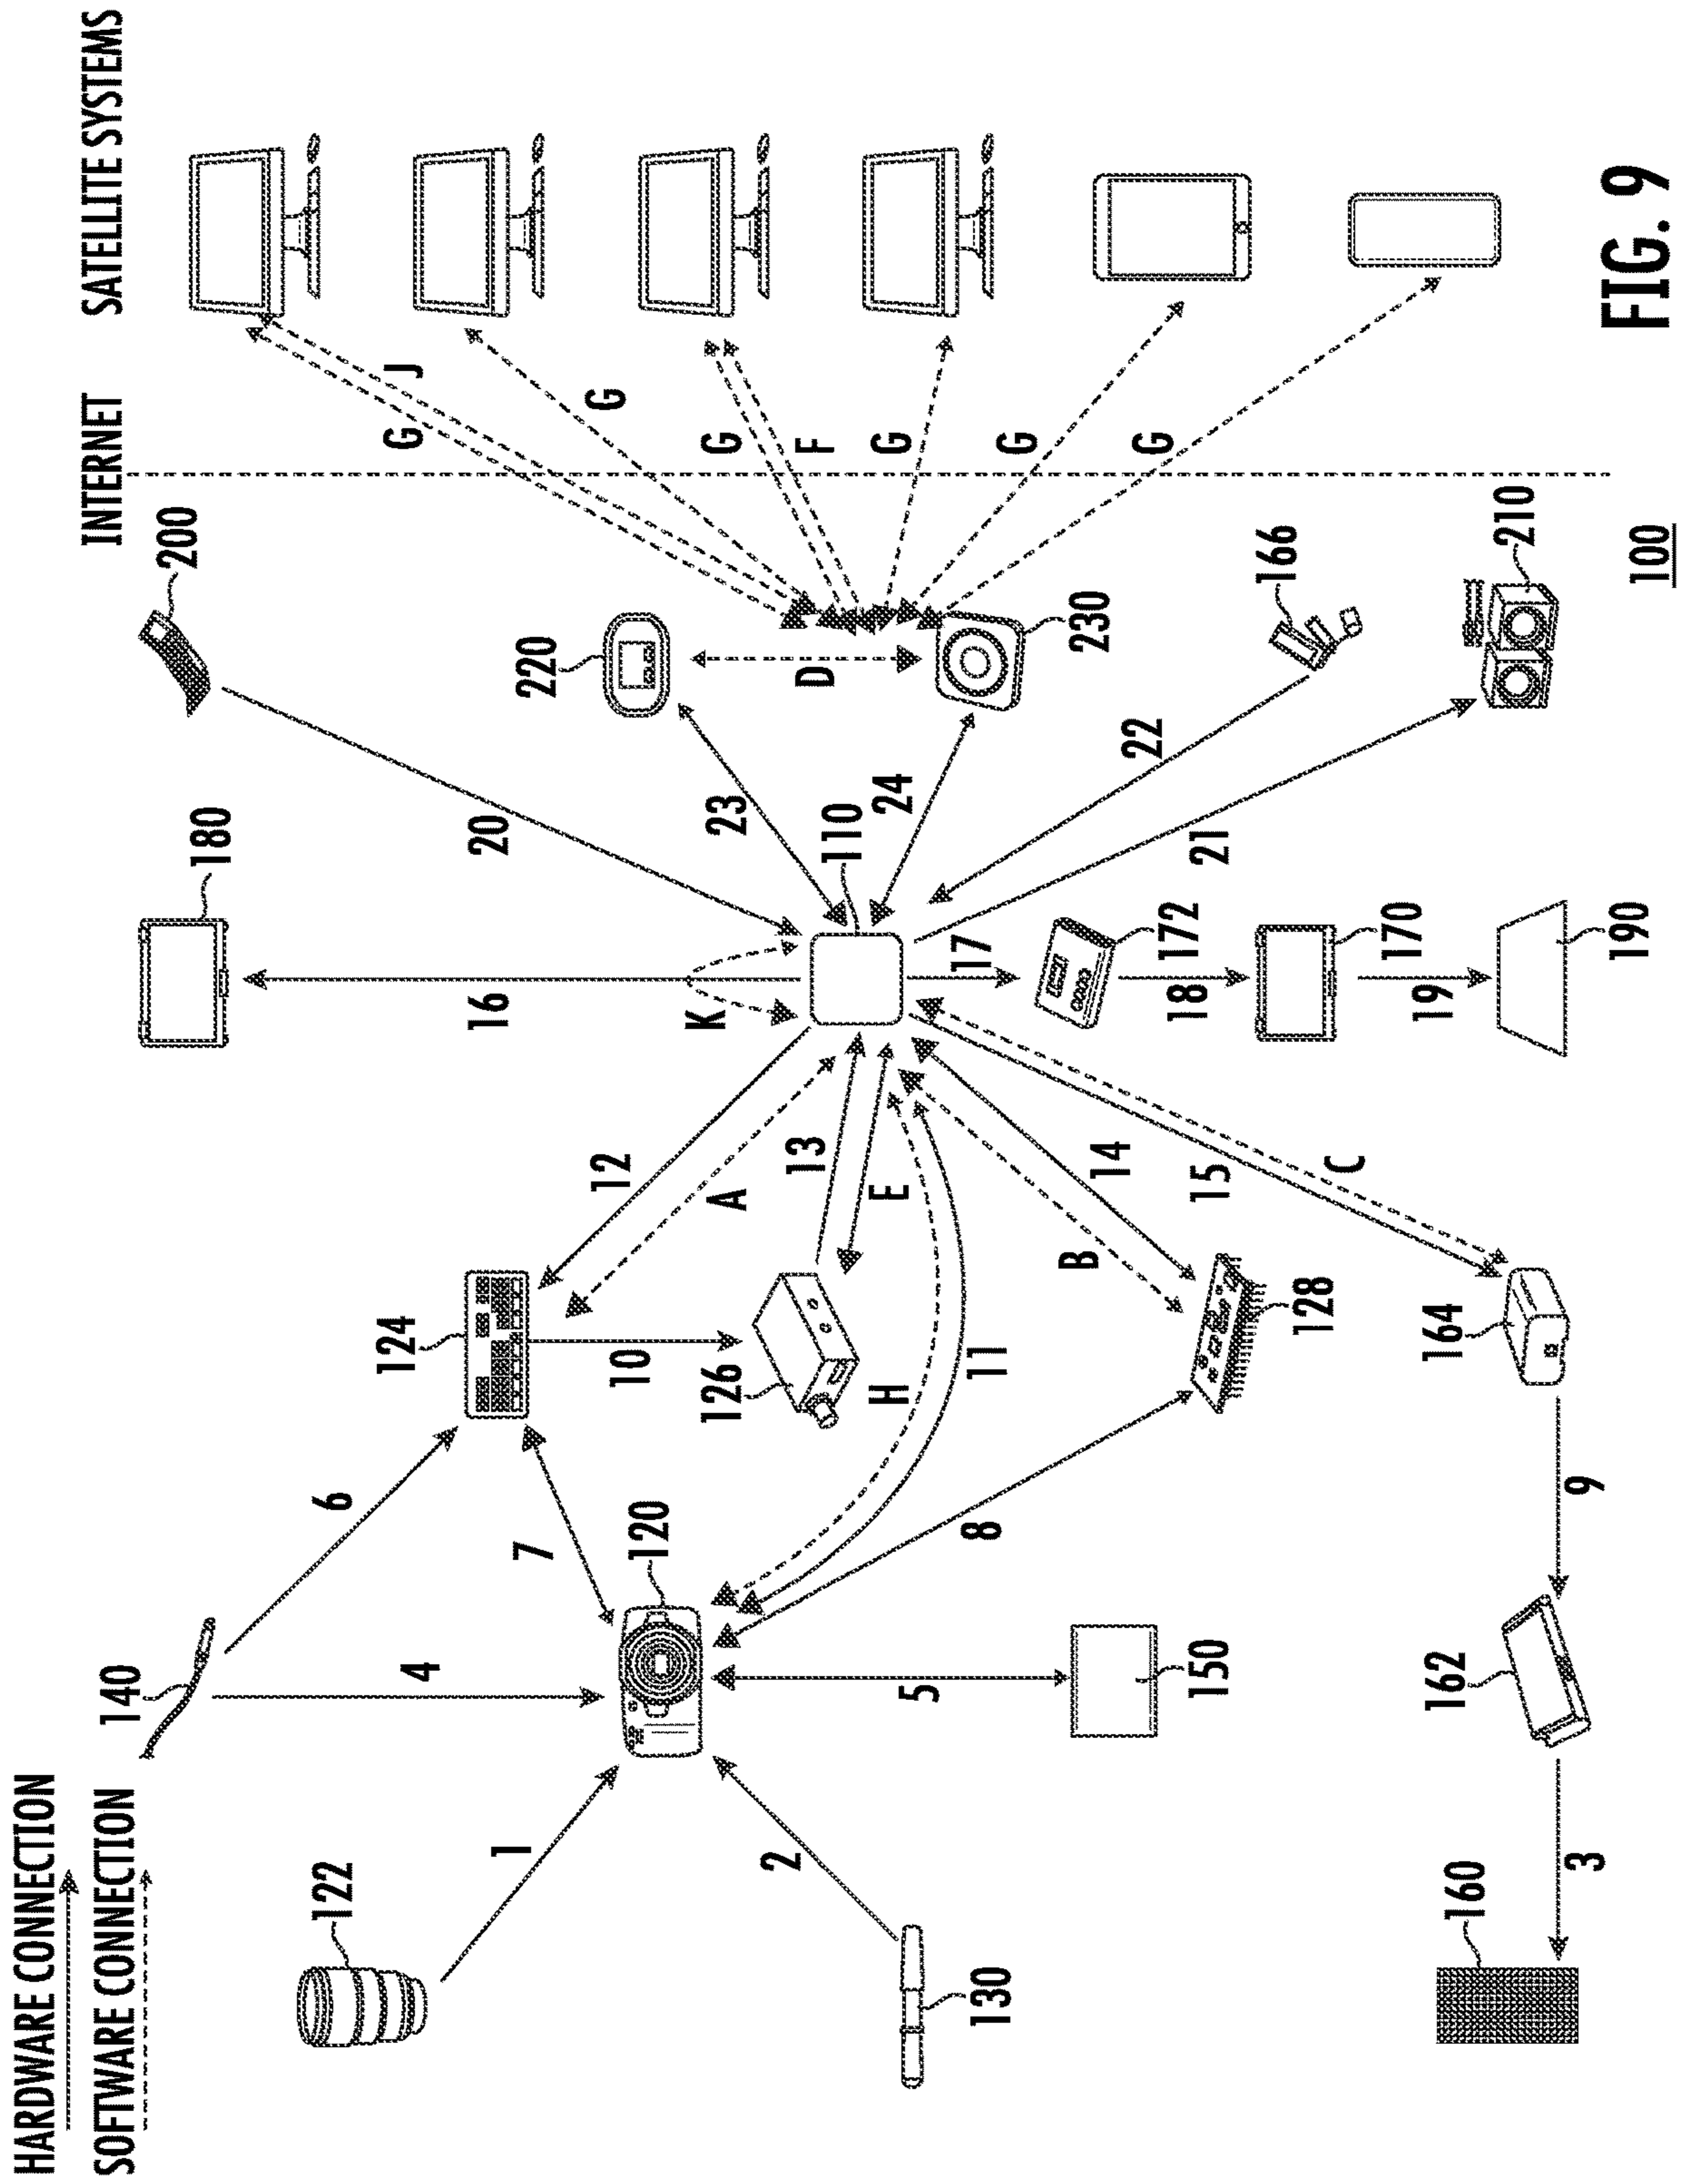 HARDWARE CONNECTION
SOFTWARE CONNECTION
INTERNET
SATELLITE SYSTEMS
122
1
2
130
160
3
140
4
6
7
120
5
150
162
9
8
124
10
126
H
11
128
164
12
A
13
E
B
14
15
C
180
16
K
110
17
172
18
170
19
190
20
23
24
22
21
200
220
D
230
166
210
G
J
G
G
F
G
G
G
100
FIG. 9